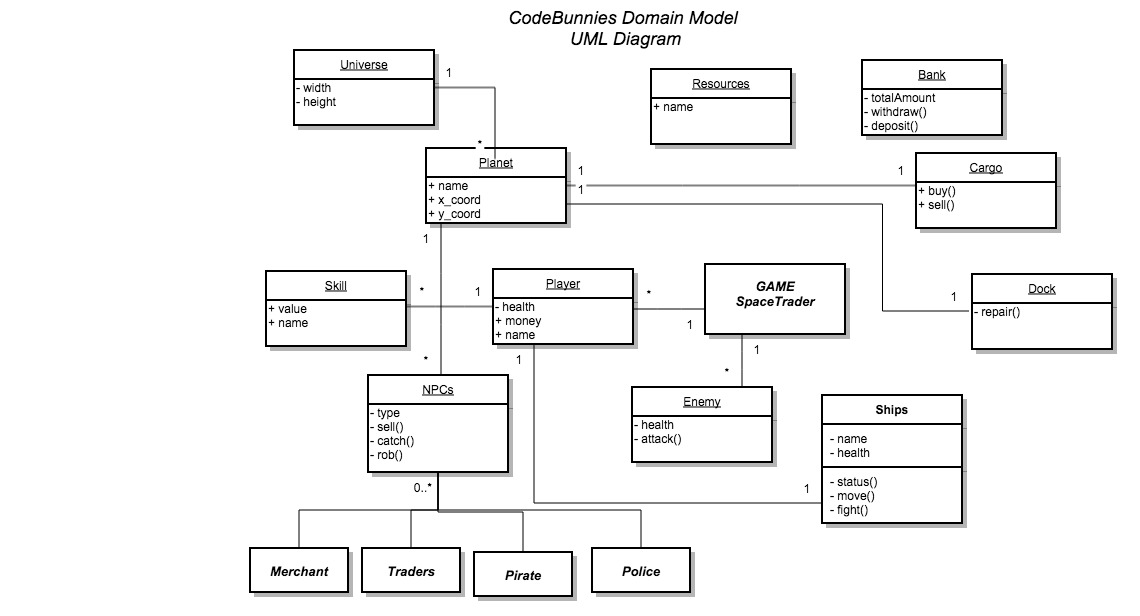 CodeBunnies Domain Model
UML Diagram
Universe
- width
- height
1
*
Resources
+ name
Bank
- totalAmount
- withdraw()
- deposit()
Planet
+ name
+ x_coord
+ y_coord
1
1
1
1
Cargo
+ buy()
+ sell()
Skill
+ value
+ name
*
1
Player
- health
+ money
+ name
*
1
GAME
SpaceTrader
1
Dock
- repair()
*
1
1
*
NPCs
- type
- sell()
- catch()
- rob()
Enemy
- health
- attack()
Ships
- name
- health
- status()
- move()
- fight()
0..*
1
Merchant
Traders
Pirate
Police